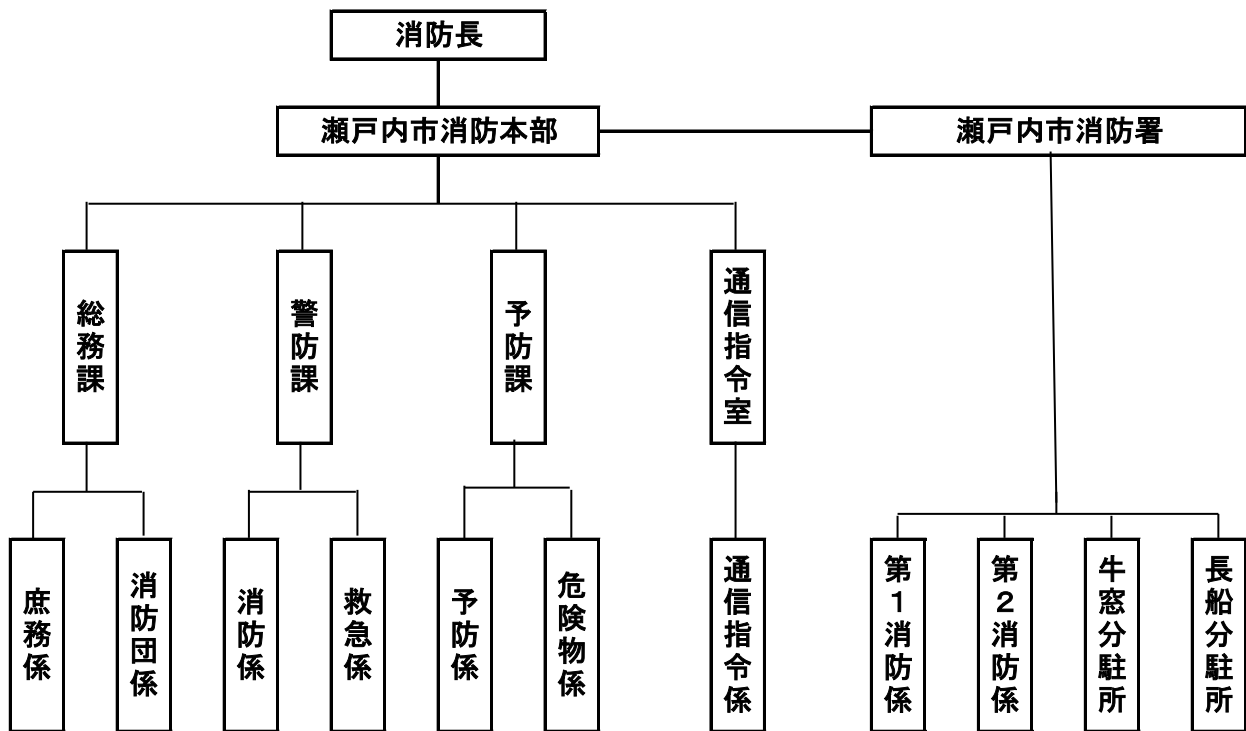 消防長
瀬戸内市消防本部
瀬戸内市消防署
総務課
警防課
予防課
通信指令室
庶務係
消防団係
消防係
救急係
予防係
危険物係
通信指令係
第1消防係
第2消防係
牛窓分駐所
長船分駐所